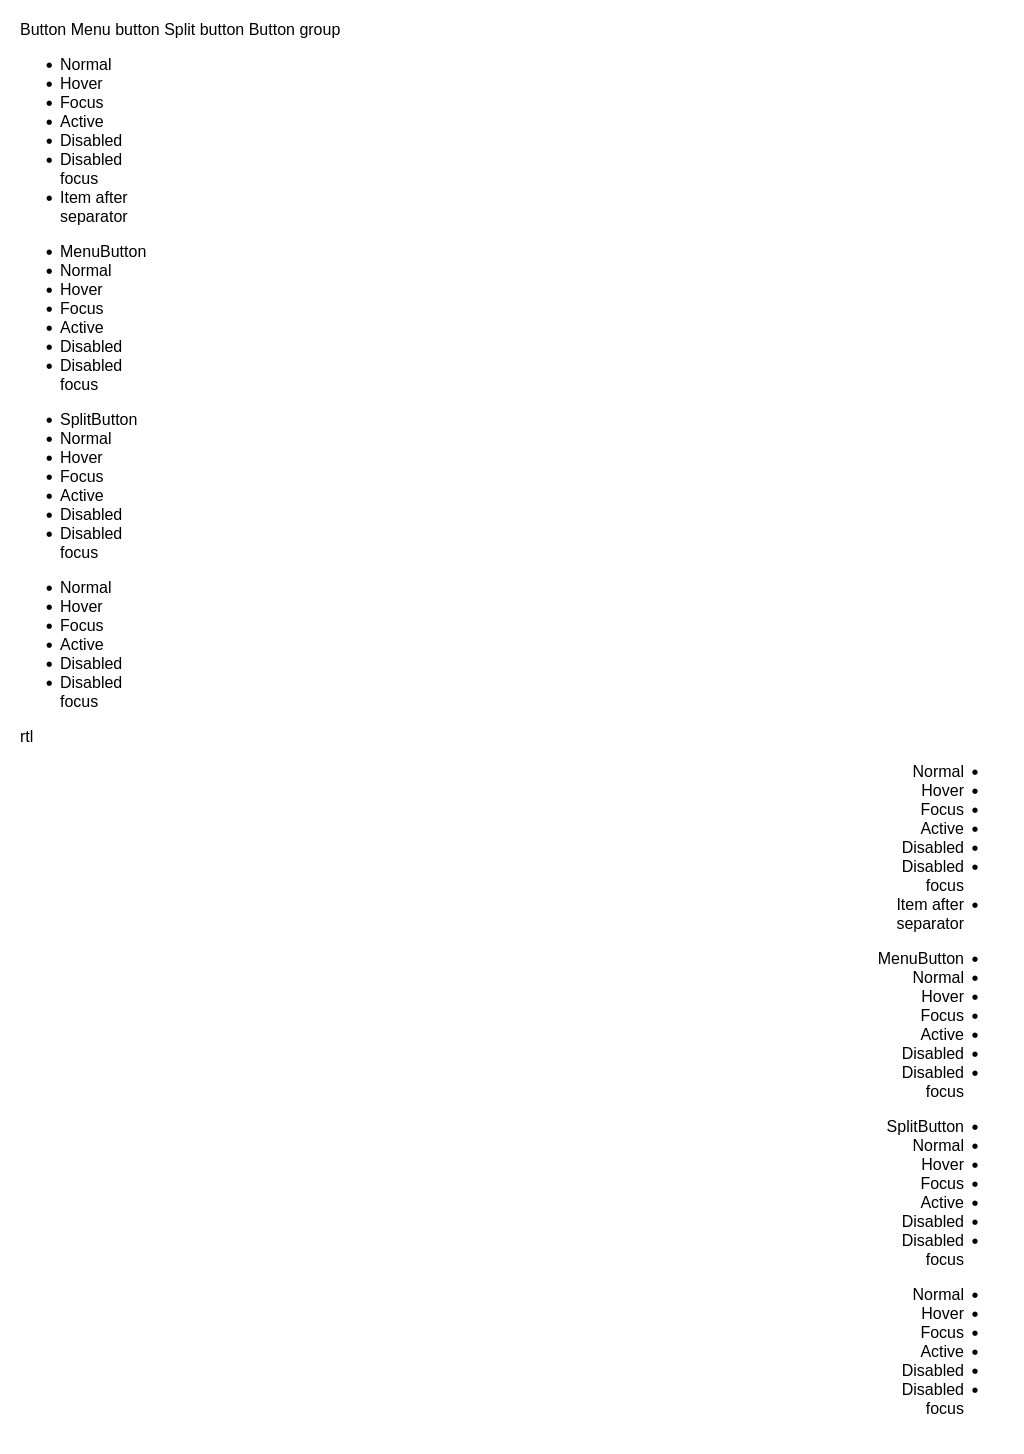 Button Menu button Split button Button group
Normal
Hover
Focus
Active
Disabled
Disabled
focus
Item after
separator
MenuButton
Normal
Hover
Focus
Active
Disabled
Disabled
focus
SplitButton
Normal
Hover
Focus
Active
Disabled
Disabled
focus
Normal
Hover
Focus
Active
Disabled
Disabled
focus
rtl
Normal
Hover
Focus
Active
Disabled
Disabled
focus
Item after
separator
MenuButton
Normal
Hover
Focus
Active
Disabled
Disabled
focus
SplitButton
Normal
Hover
Focus
Active
Disabled
Disabled
focus
Normal
Hover
Focus
Active
Disabled
Disabled
focus